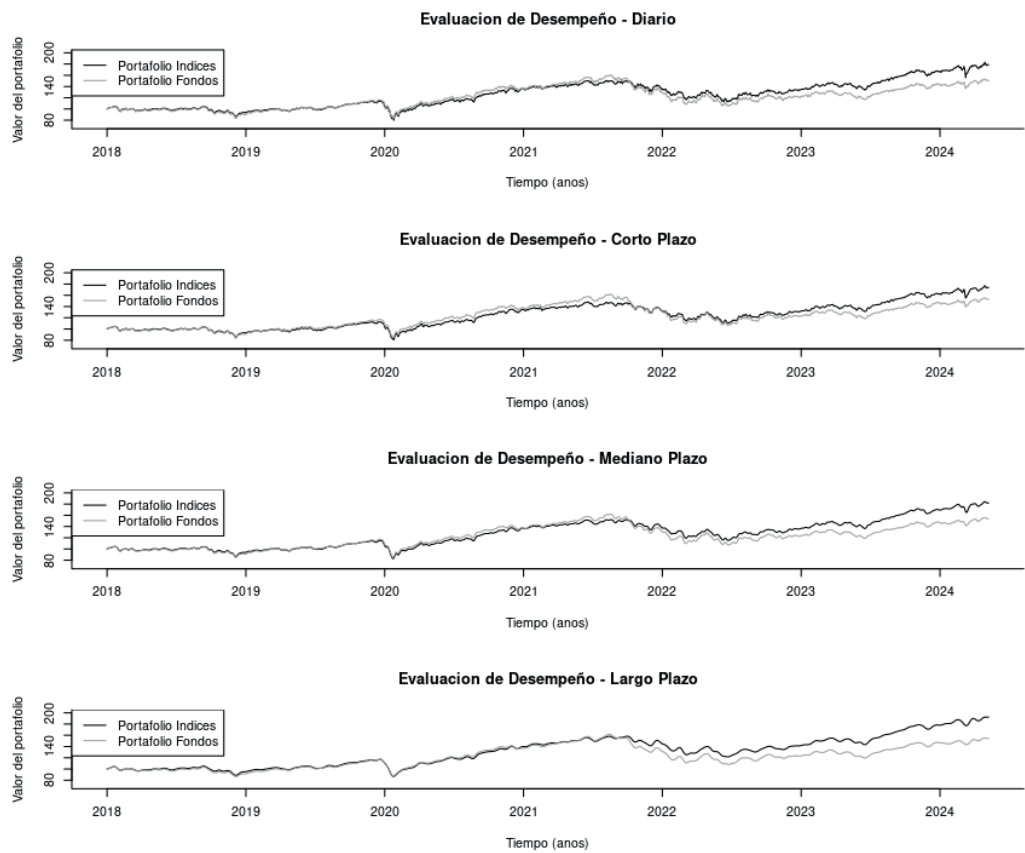 Evaluacion de Desempeño - Diario
Valor del portafolio
200
140
80
Portafolio Indices
Portafolio Fondos
2018 2019 2020 2021 2022 2023 2024
Tiempo (anos)
Evaluacion de Desempeño - Corto Plazo
Valor del portafolio
200
140
80
Portafolio Indices
Portafolio Fondos
2018 2019 2020 2021 2022 2023 2024
Tiempo (anos)
Evaluacion de Desempeño - Mediano Plazo
Valor del portafolio
200
140
80
Portafolio Indices
Portafolio Fondos
2018 2019 2020 2021 2022 2023 2024
Tiempo (anos)
Evaluacion de Desempeño - Largo Plazo
Valor del portafolio
200
140
80
Portafolio Indices
Portafolio Fondos
2018 2019 2020 2021 2022 2023 2024
Tiempo (anos)